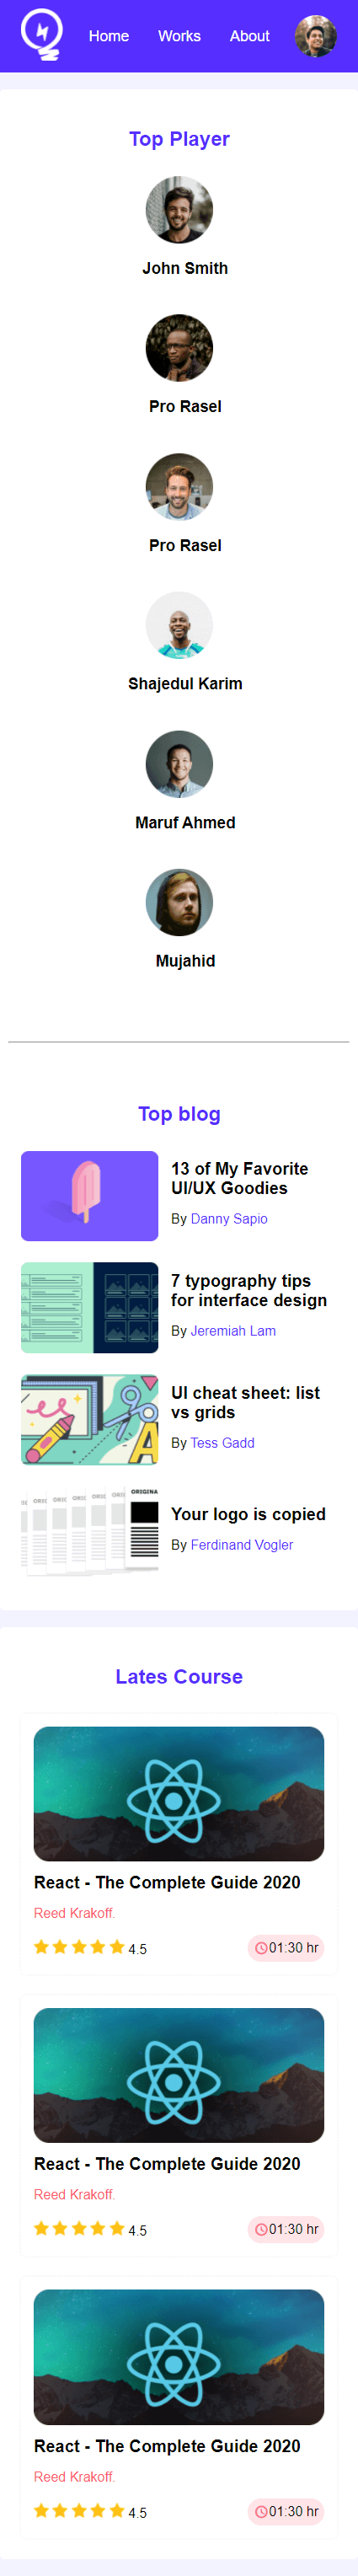 Home Works About
Top Player
John Smith
Pro Rasel
Pro Rasel
Shajedul Karim
Maruf Ahmed
Mujahid
Top blog
13 of My Favorite
UI/UX Goodies
By Danny Sapio
7 typography tips
for interface design
By Jeremiah Lam
UI cheat sheet: list
vs grids
By Tess Gadd
ORIGINA
Your logo is copied
By Ferdinand Vogler
Lates Course
React - The Complete Guide 2020
Reed Krakoff.
4.5 01:30 hr
React - The Complete Guide 2020
Reed Krakoff.
4.5 01:30 hr
React - The Complete Guide 2020
Reed Krakoff.
4.5 01:30 hr